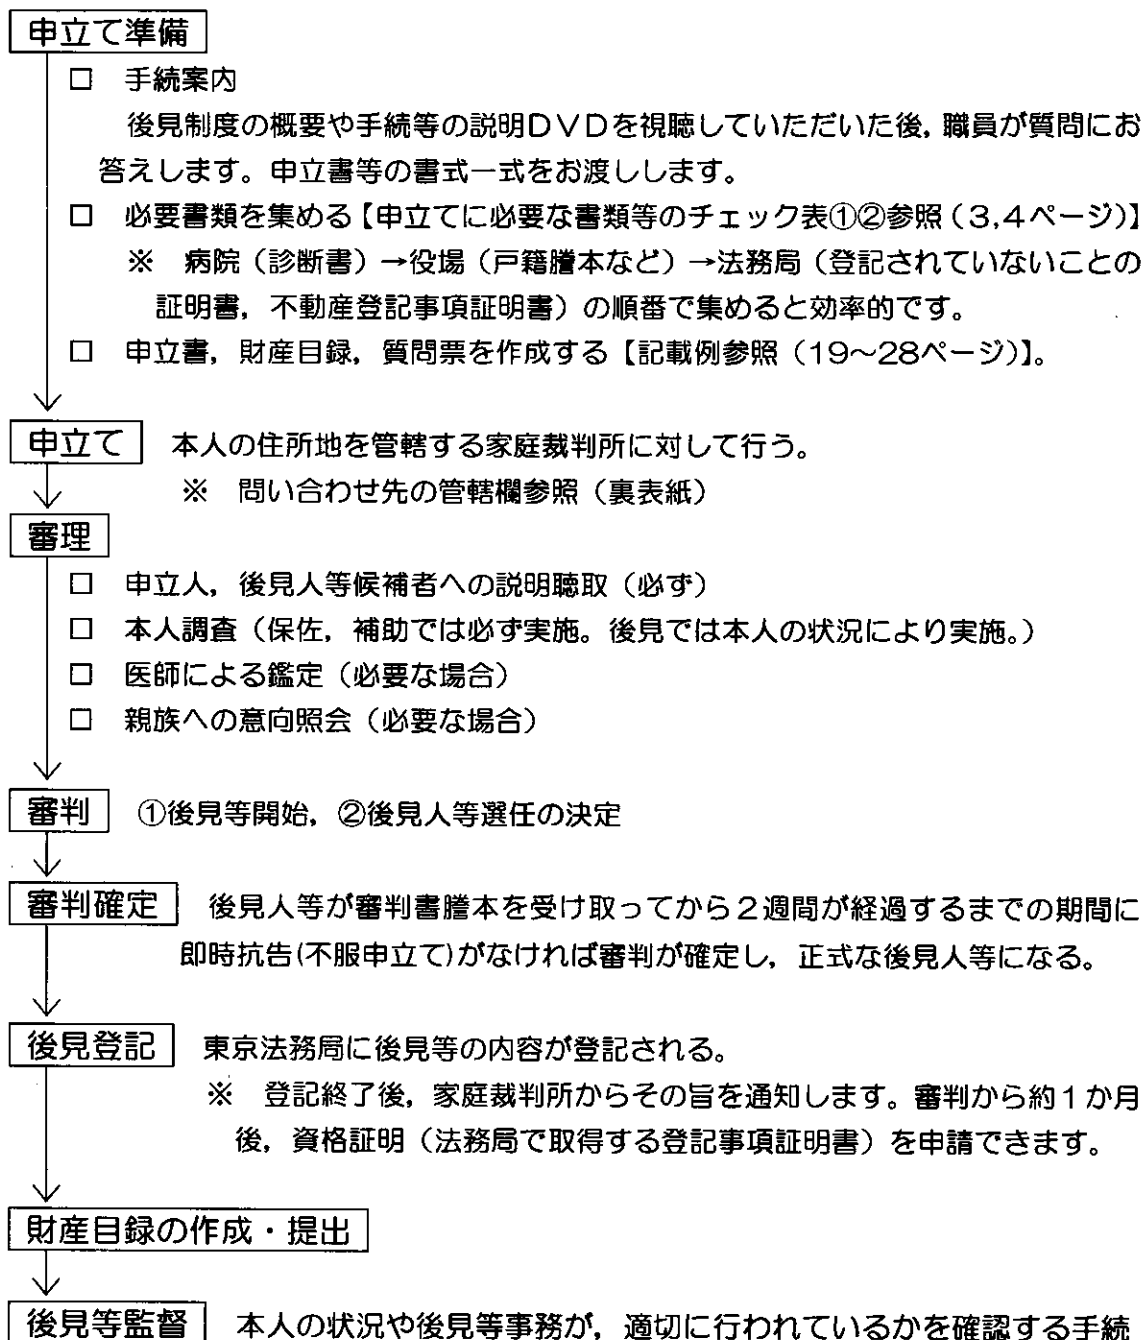 申立て準備
□ 手続案内
後見制度の概要や手続等の説明DVDを視聴していただいた後，職員が質問にお
答えします。申立書等の書式一式をお渡しします。
□ 必要書類を集める【申立てに必要な書類等のチェック表①②参照（3,4ページ）】
※ 病院（診断書）→役場（戸籍謄本など）→法務局（登記されていないことの
証明書，不動産登記事項証明書）の順番で集めると効率的です。
□ 申立書，財産目録，質問票を作成する【記載例参照（19～28ページ）】。
申立て 本人の住所地を管轄する家庭裁判所に対して行う。
※ 問い合わせ先の管轄欄参照（裏表紙）
審理
□ 申立人，後見人等候補者への説明聴取（必ず）
□ 本人調査（保佐，補助では必ず実施。後見では本人の状況により実施。）
□ 医師による鑑定（必要な場合）
□ 親族への意向照会（必要な場合）
審判 ①後見等開始，②後見人等選任の決定
審判確定 後見人等が審判書謄本を受け取ってから２週間が経過するまでの期間に
即時抗告(不服申立て)がなければ審判が確定し，正式な後見人等になる。
後見登記 東京法務局に後見等の内容が登記される。
※ 登記終了後，家庭裁判所からその旨を通知します。審判から約１か月
後，資格証明（法務局で取得する登記事項証明書）を申請できます。
財産目録の作成・提出
後見等監督 本人の状況や後見等事務が，適切に行われているかを確認する手続